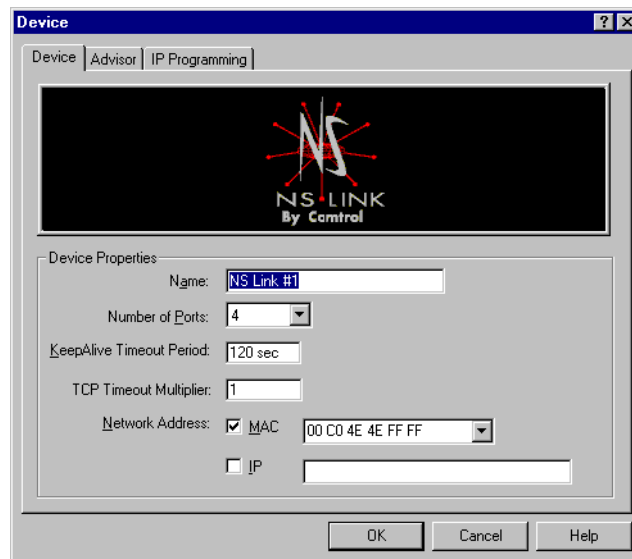 Device
Device Advisor IP Programming
NS
NS LINK
By Comtrol
Device Properties
Name: NS Link #1
Number of Ports: 4
KeepAlive Timeout Period: 120 sec
TCP Timeout Multiplier: 1
Network Address: MAC 00 C0 4E 4E FF FF
IP
OK Cancel Help